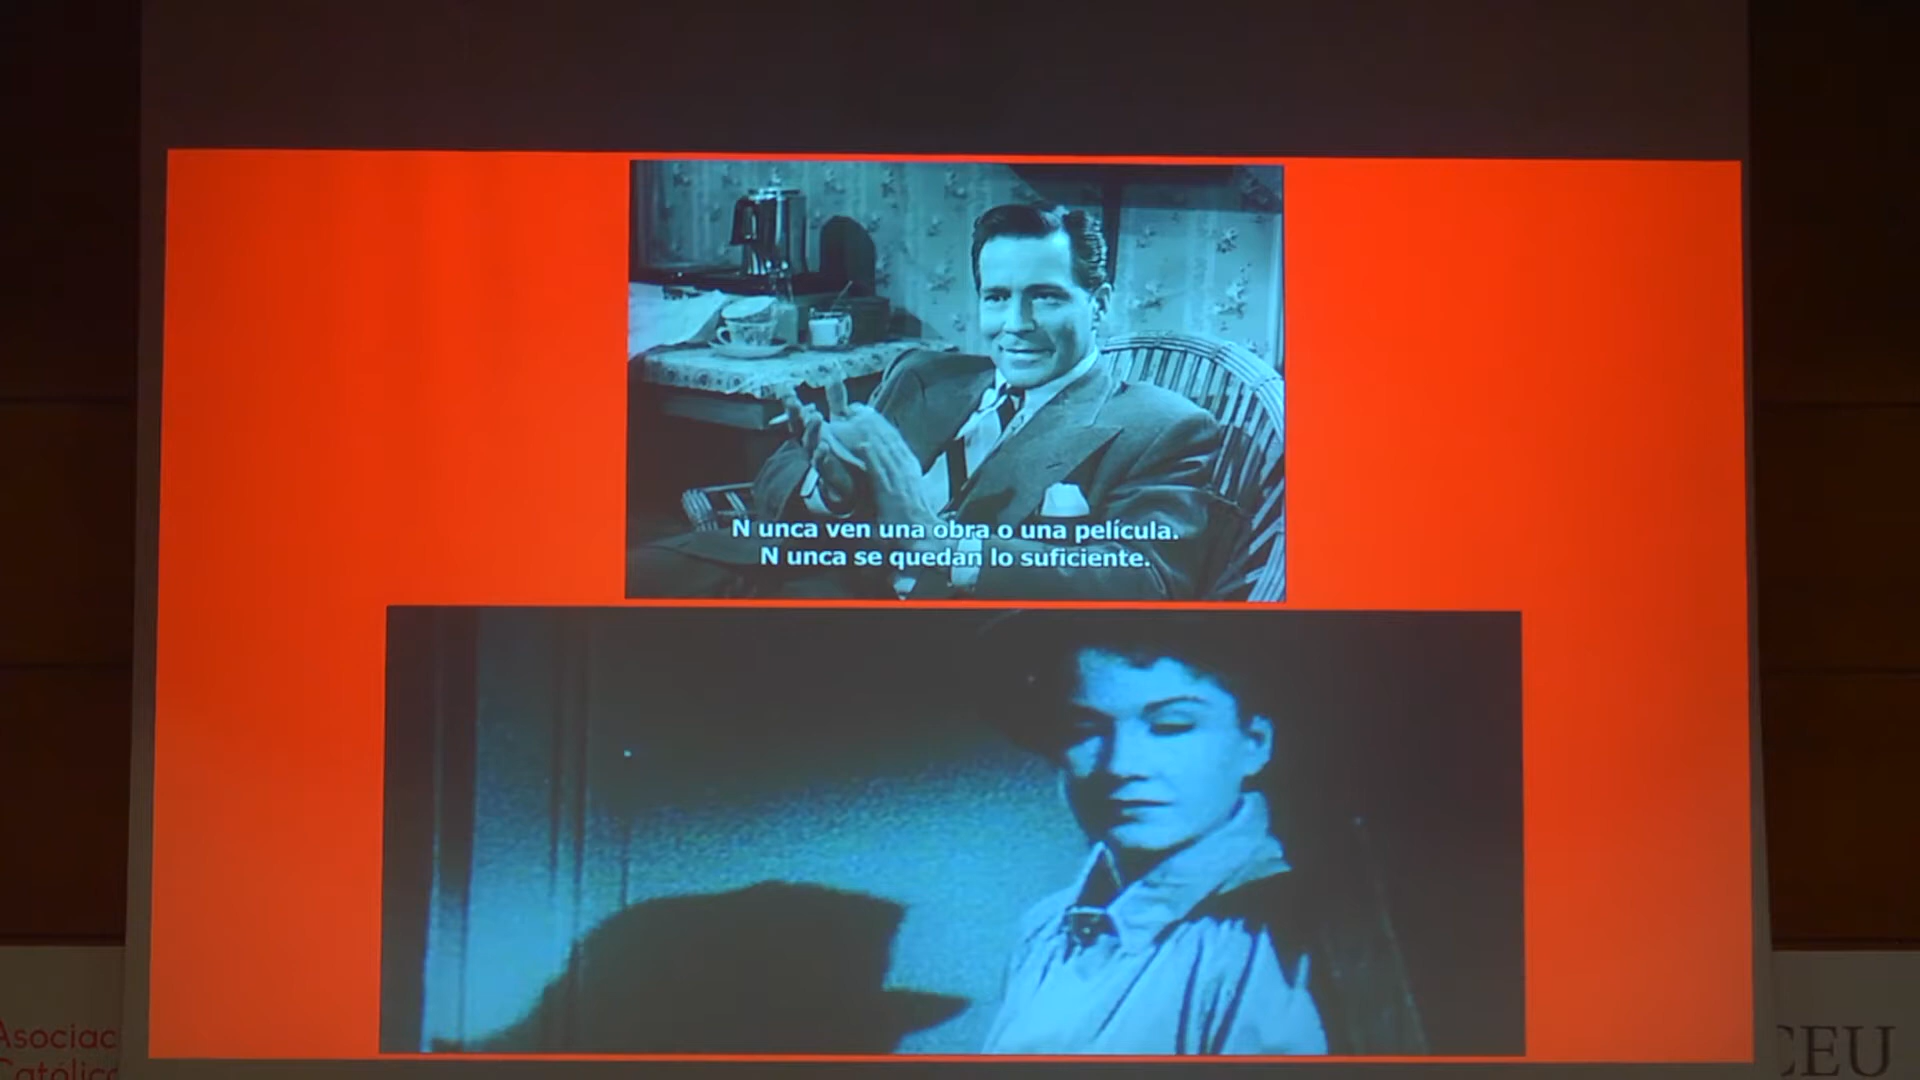 N unca ven una obra o una película.
N unca se quedan lo suficiente.
Asociac
Católica
CEU